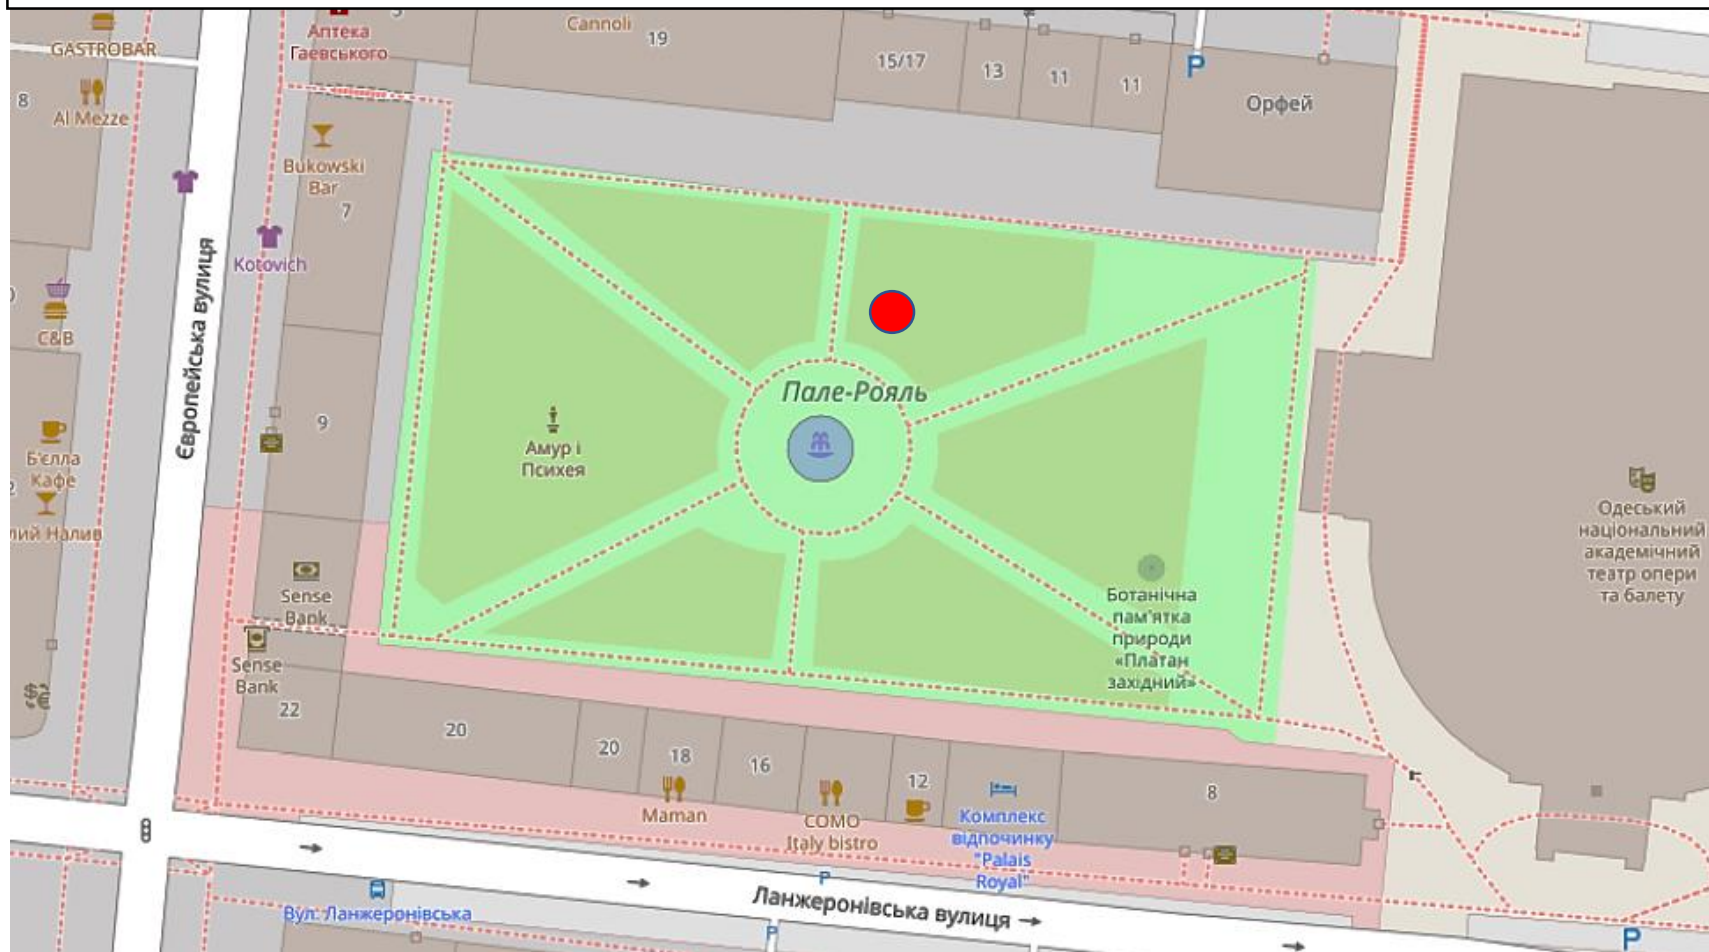 GASTROBAR
8
Al Mezze
Аптека
Гаевського
Cannoli
19
15/17
13
11
11
P
Орфей
Bukowski
Bar
7
Kotovich
C&B
Європейська вулиця
9
Б'єлла
Кафе
лий Налив
Пале-Рояль
Амур і
Психея
Ботанічна
пам'ятка
природи
«Платан
західний»
Одеський
національний
академічний
театр опери
та балету
Sense
Bank
Sense
Bank
22
20
20
18
16
12
8
Maman
COMO
Italy bistro
Комплекс
відпочинку
"Palais
Royal"
P
Ланжеронівська вулиця
Вул. Ланжеронівська
P
P